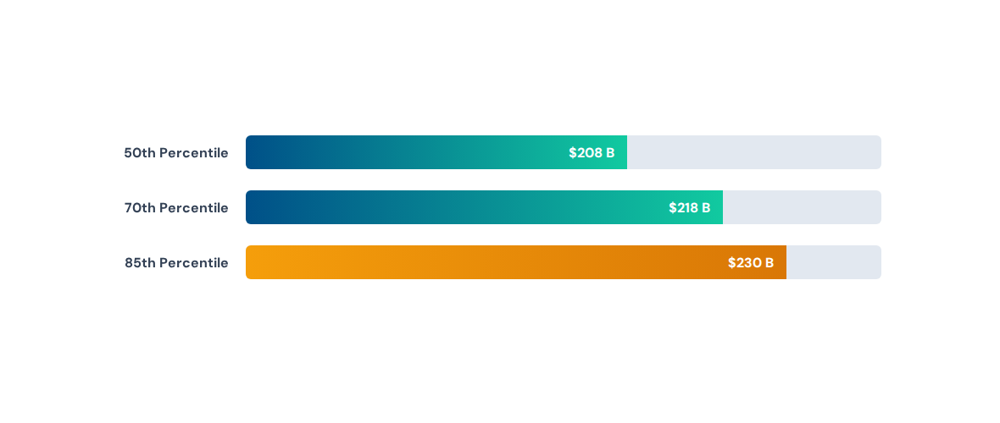 50th Percentile $208 B
70th Percentile $218 B
85th Percentile $230 B